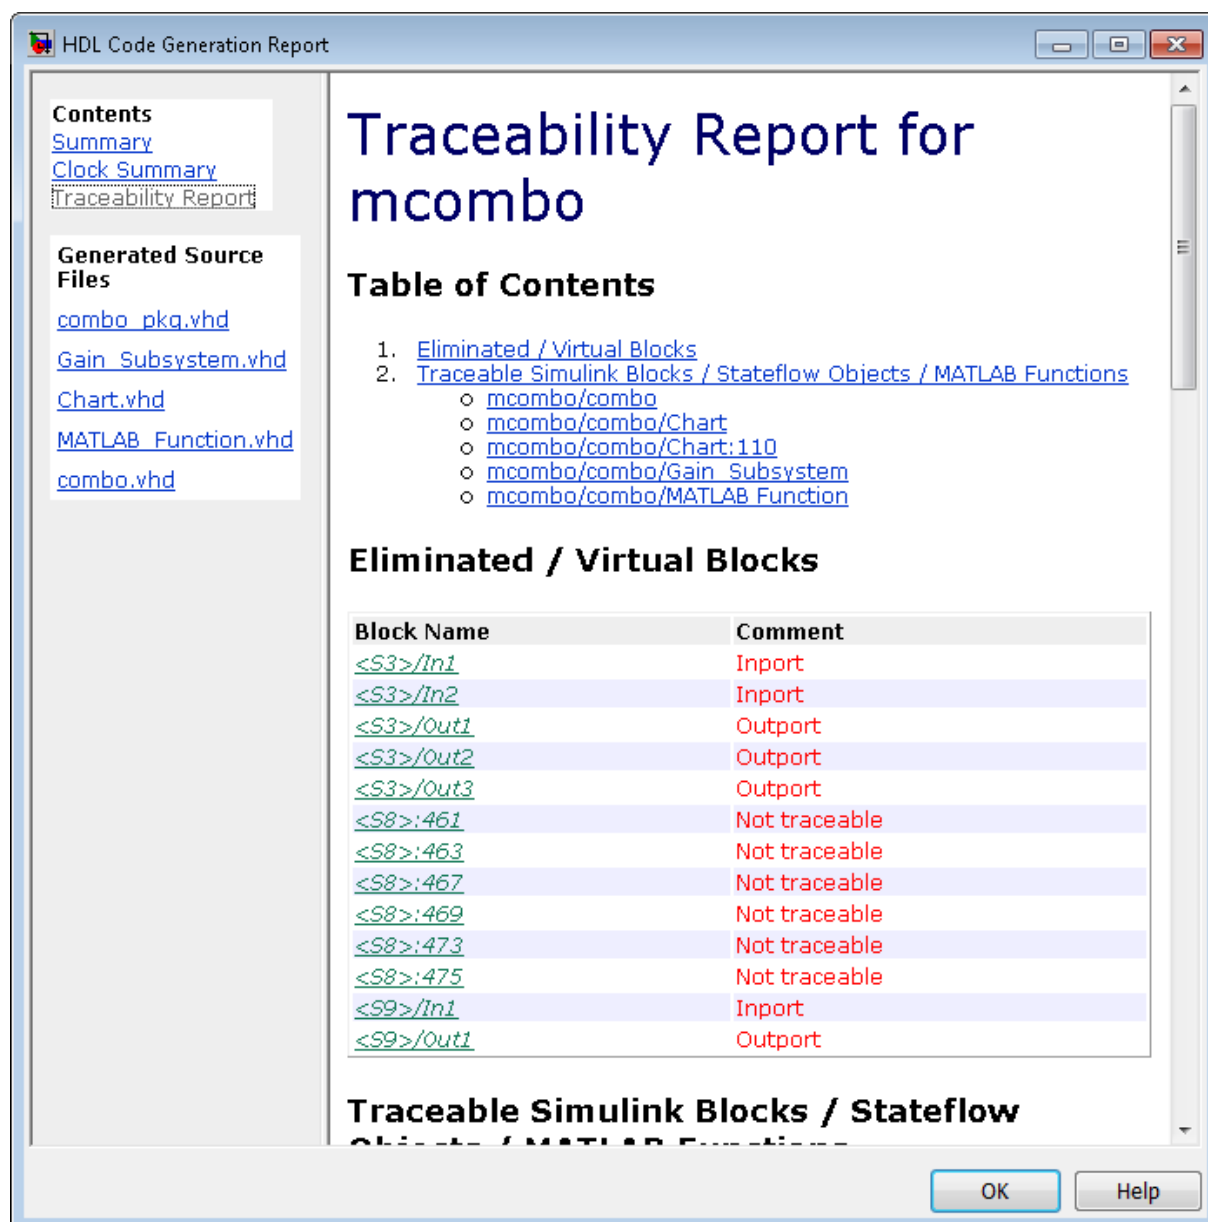 HDL Code Generation Report
Contents
Summary
Clock Summary
Traceability Report
Generated Source
Files
combo_pkg.vhd
Gain_Subsystem.vhd
Chart.vhd
MATLAB_Function.vhd
combo.vhd
Traceability Report for
mcombo
Table of Contents
1. Eliminated / Virtual Blocks
2. Traceable Simulink Blocks / Stateflow Objects / MATLAB Functions
o mcombo/combo
o mcombo/combo/Chart
o mcombo/combo/Chart:110
o mcombo/combo/Gain_Subsystem
o mcombo/combo/MATLAB Function
Eliminated / Virtual Blocks
Block Name Comment
<S3>/In1 Inport
<S3>/In2 Inport
<S3>/Out1 Outport
<S3>/Out2 Outport
<S3>/Out3 Outport
<S8>:461 Not traceable
<S8>:463 Not traceable
<S8>:467 Not traceable
<S8>:469 Not traceable
<S8>:473 Not traceable
<S8>:475 Not traceable
<S9>/In1 Inport
<S9>/Out1 Outport
Traceable Simulink Blocks / Stateflow
Objects / MATLAB Functions
OK Help